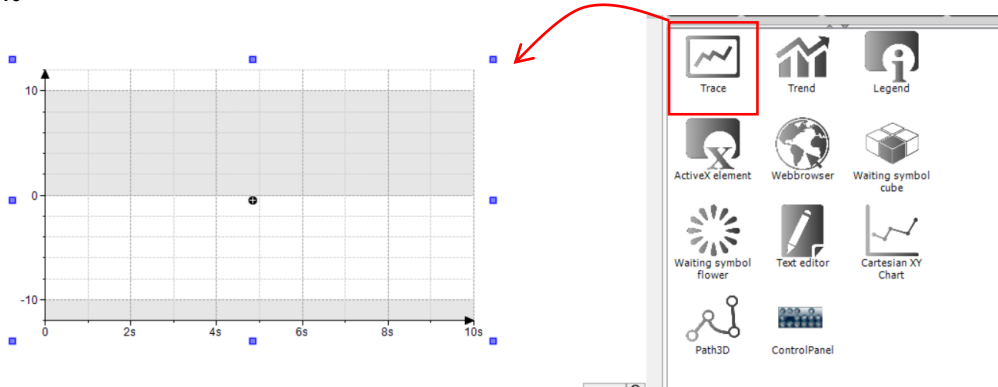 10
0
-10
0 2s 4s 6s 8s 10s
Trace Trend Legend
ActiveX element Webbrowser Waiting symbol
cube
Waiting symbol Text editor Cartesian XY
flower Chart
Path3D ControlPanel